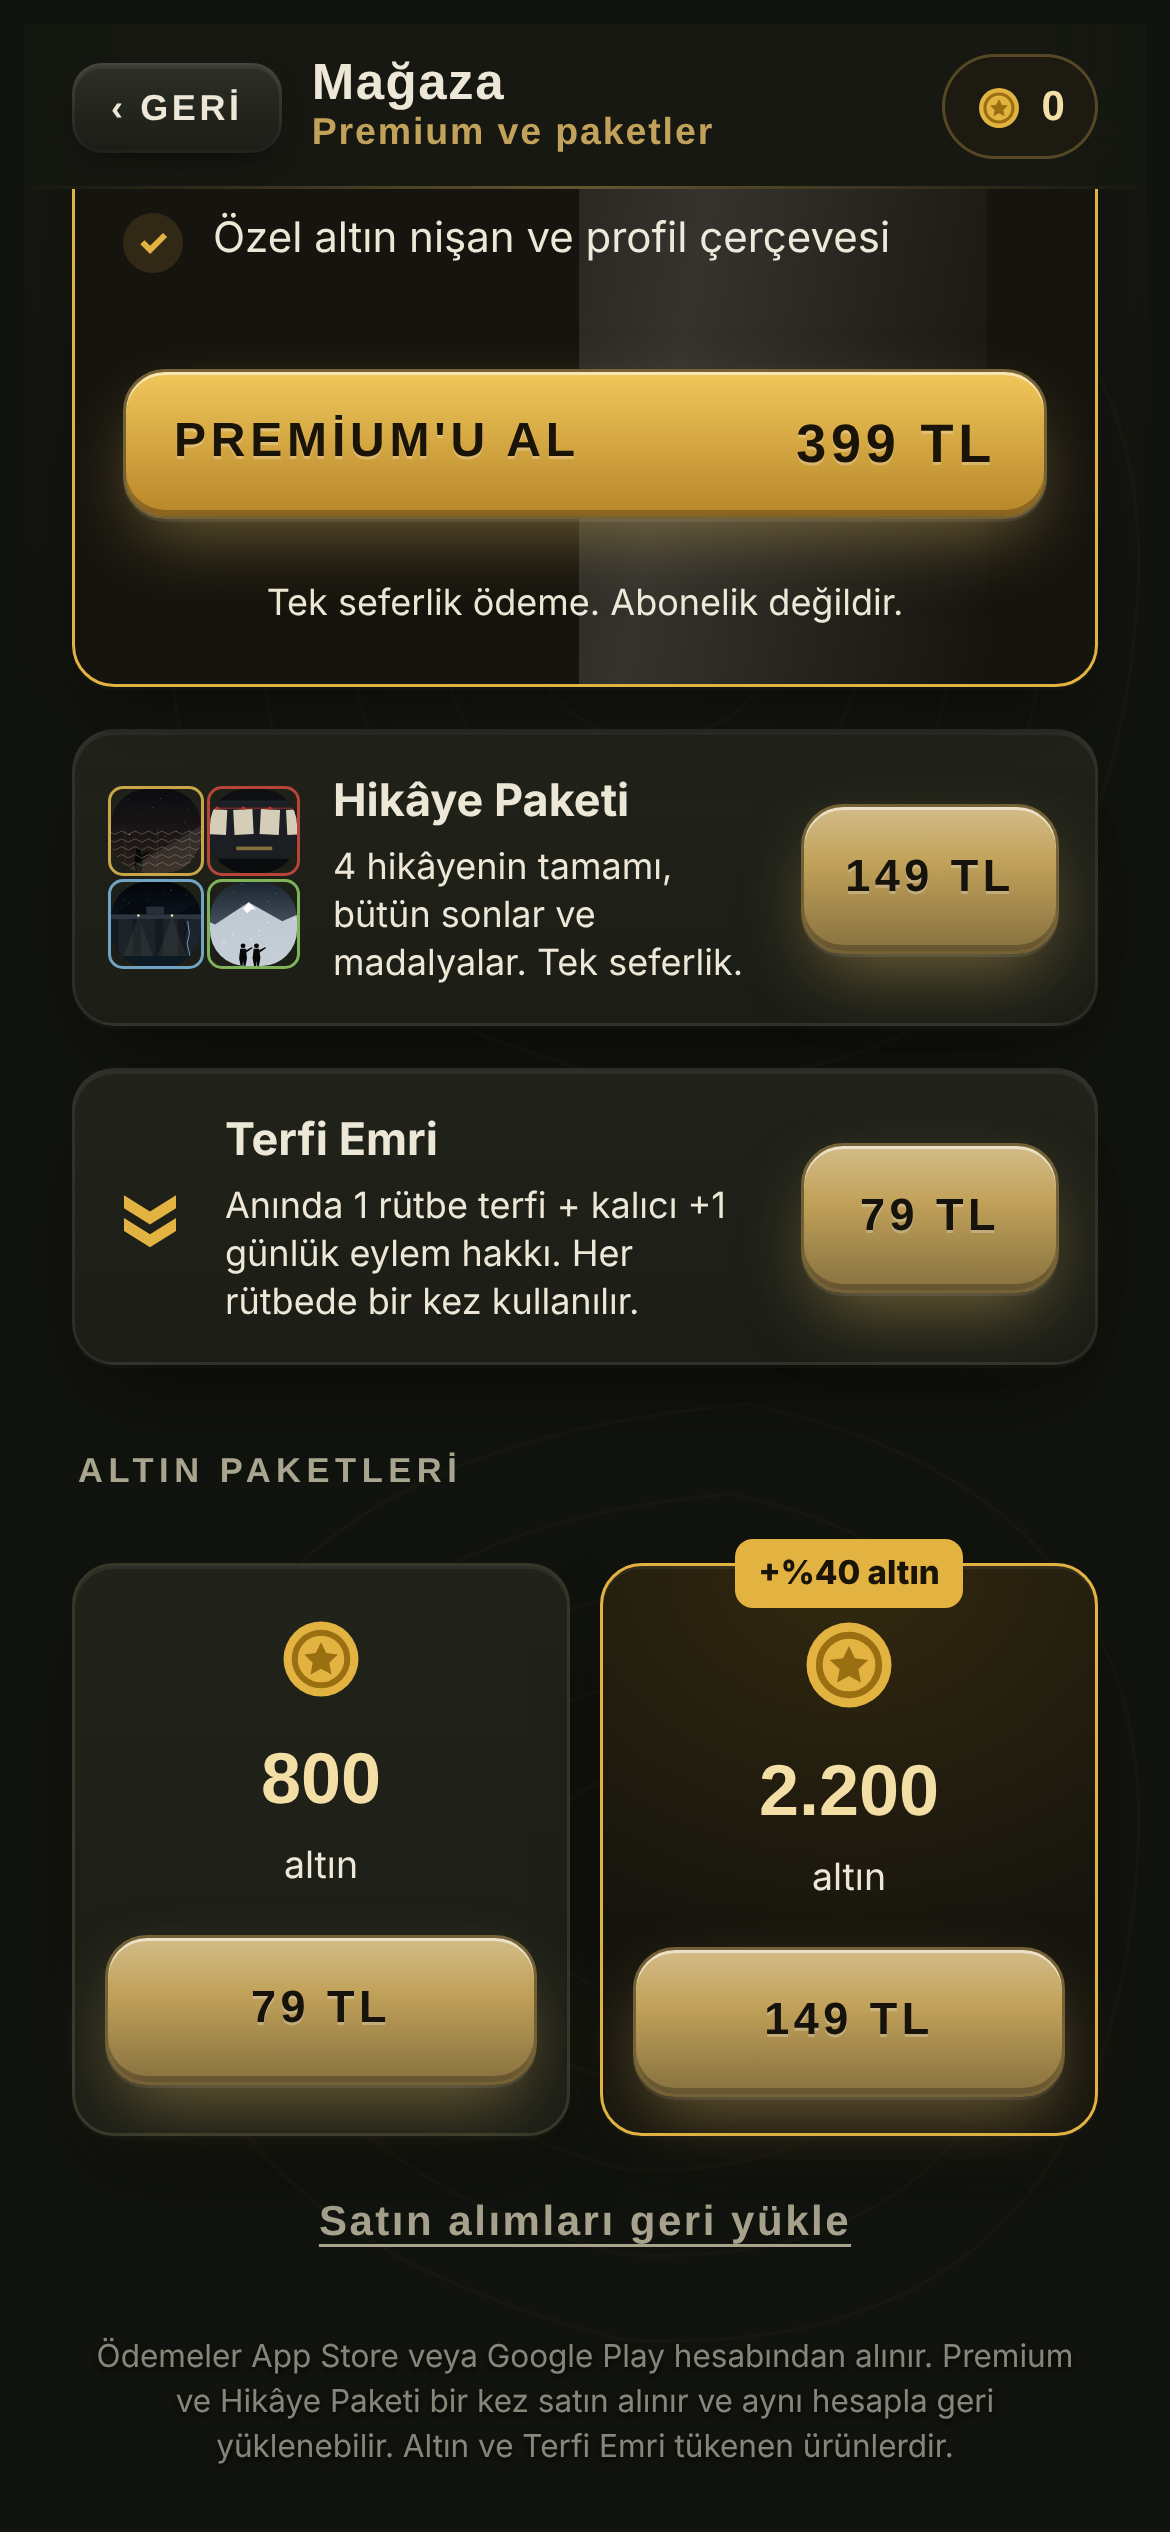 ‹ GERİ
Mağaza
Premium ve paketler
0
Özel altın nişan ve profil çerçevesi
PREMİUM'U AL
399 TL
Tek seferlik ödeme. Abonelik değildir.
Hikâye Paketi
4 hikâyenin tamamı,
bütün sonlar ve
madalyalar. Tek seferlik.
149 TL
Terfi Emri
Anında 1 rütbe terfi + kalıcı +1
günlük eylem hakkı. Her
rütbede bir kez kullanılır.
79 TL
ALTIN PAKETLERİ
800
altın
79 TL
+%40 altın
2.200
altın
149 TL
Satın alımları geri yükle
Ödemeler App Store veya Google Play hesabından alınır. Premium
ve Hikâye Paketi bir kez satın alınır ve aynı hesapla geri
yüklenebilir. Altın ve Terfi Emri tükenen ürünlerdir.